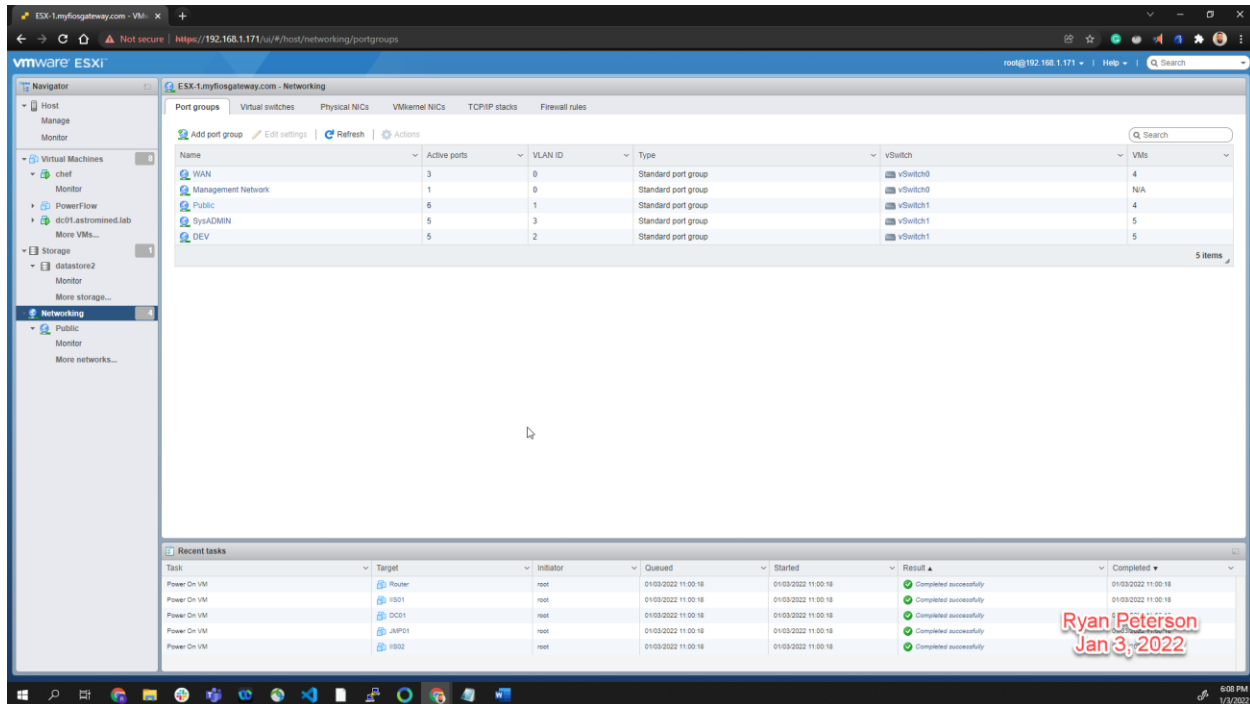 ESX-1.myfiosgateway.com - VM
Not secure | https://192.168.1.171/ui/#/host/networking/portgroups
vmware ESXi
root@192.168.1.171 | Help | Search
Navigator
Host
Manage
Monitor
Virtual Machines 8
chef
Monitor
PowerFlow
dc01.astromined.lab
More VMs...
Storage 1
datastore2
Monitor
More storage...
Networking 4
Public
Monitor
More networks...
ESX-1.myfiosgateway.com - Networking
Port groups Virtual switches Physical NICs VMkernel NICs TCP/IP stacks Firewall rules
Add port group Edit settings | Refresh | Actions Search
Name Active ports VLAN ID Type vSwitch VMs
WAN 3 0 Standard port group vSwitch0 4
Management Network 1 0 Standard port group vSwitch0 N/A
Public 6 1 Standard port group vSwitch1 4
SysADMIN 5 3 Standard port group vSwitch1 5
DEV 5 2 Standard port group vSwitch1 5
5 items
Recent tasks
Task Target Initiator Queued Started Result Completed
Power On VM Router root 01/03/2022 11:00:18 01/03/2022 11:00:18 Completed successfully 01/03/2022 11:00:18
Power On VM IIS01 root 01/03/2022 11:00:18 01/03/2022 11:00:18 Completed successfully 01/03/2022 11:00:18
Power On VM DC01 root 01/03/2022 11:00:18 01/03/2022 11:00:18 Completed successfully
Power On VM JMP01 root 01/03/2022 11:00:18 01/03/2022 11:00:18 Completed successfully
Power On VM IIS02 root 01/03/2022 11:00:18 01/03/2022 11:00:18 Completed successfully
Ryan Peterson
Jan 3, 2022
6:08 PM
1/3/2022